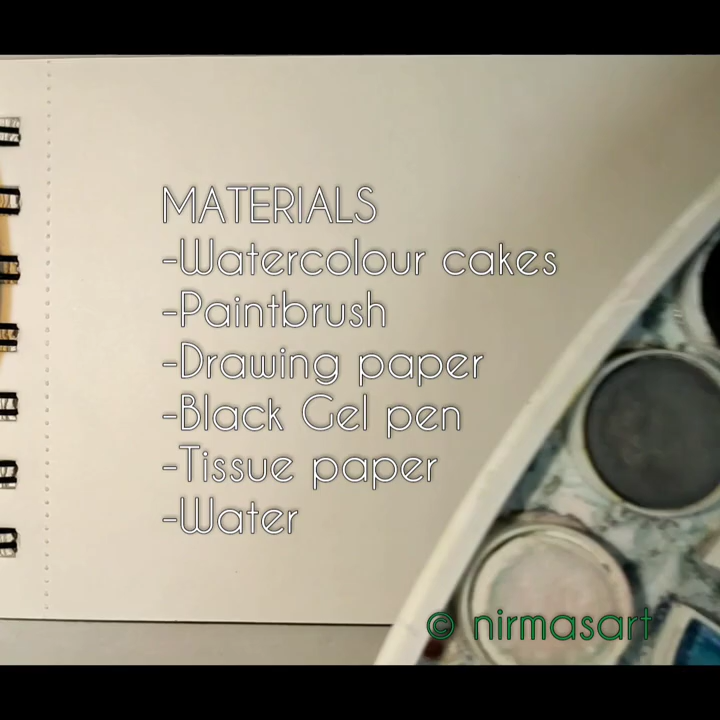 MATERIALS
-Watercolour cakes
-Paintbrush
-Drawing paper
-Black Gel pen
-Tissue paper
-Water
© nirmasart